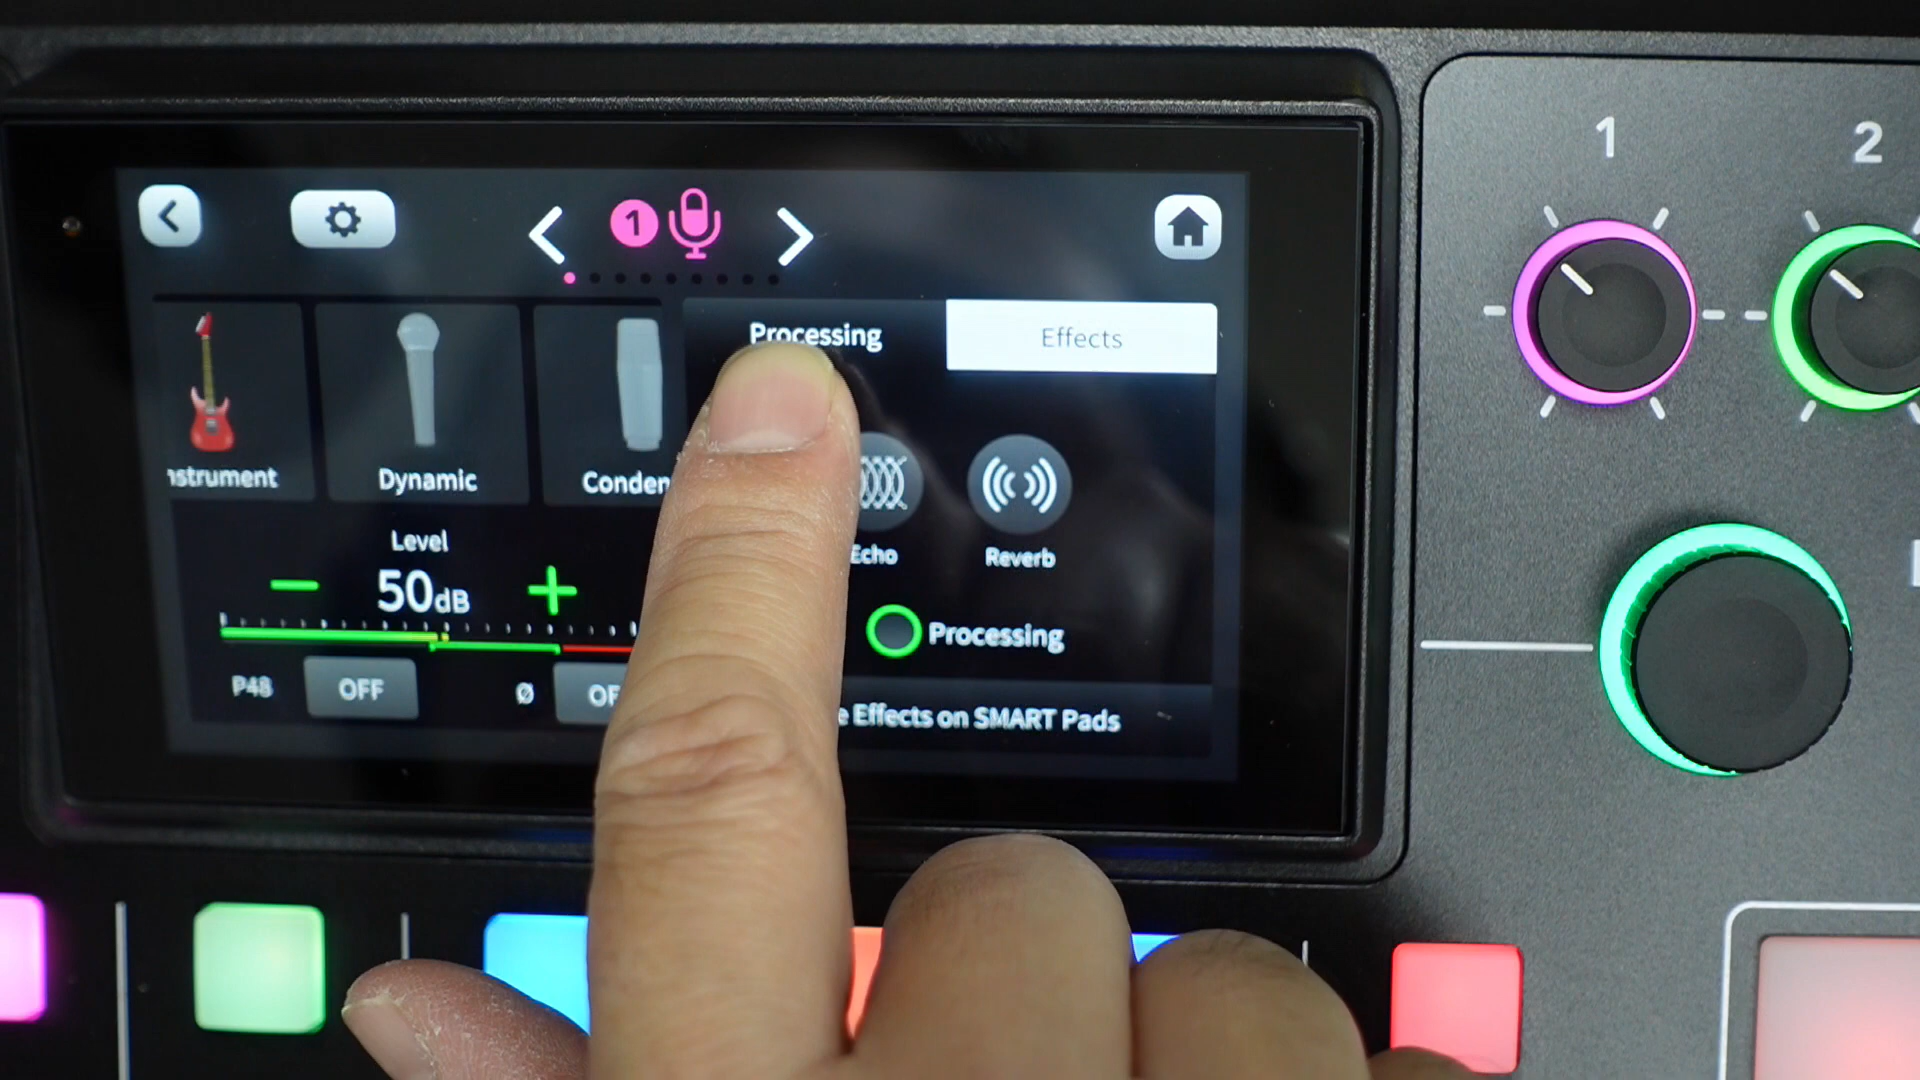 1
2
1
Processing
Effects
nstrument
Dynamic
Conden
Echo
Reverb
Level
50dB
Processing
P48
OFF
Ø
OF
e Effects on SMART Pads